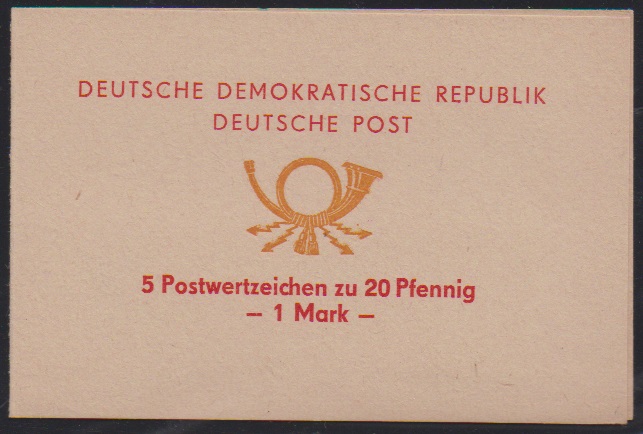 DEUTSCHE DEMOKRATISCHE REPUBLIK
DEUTSCHE POST
5 Postwertzeichen zu 20 Pfennig
– 1 Mark –